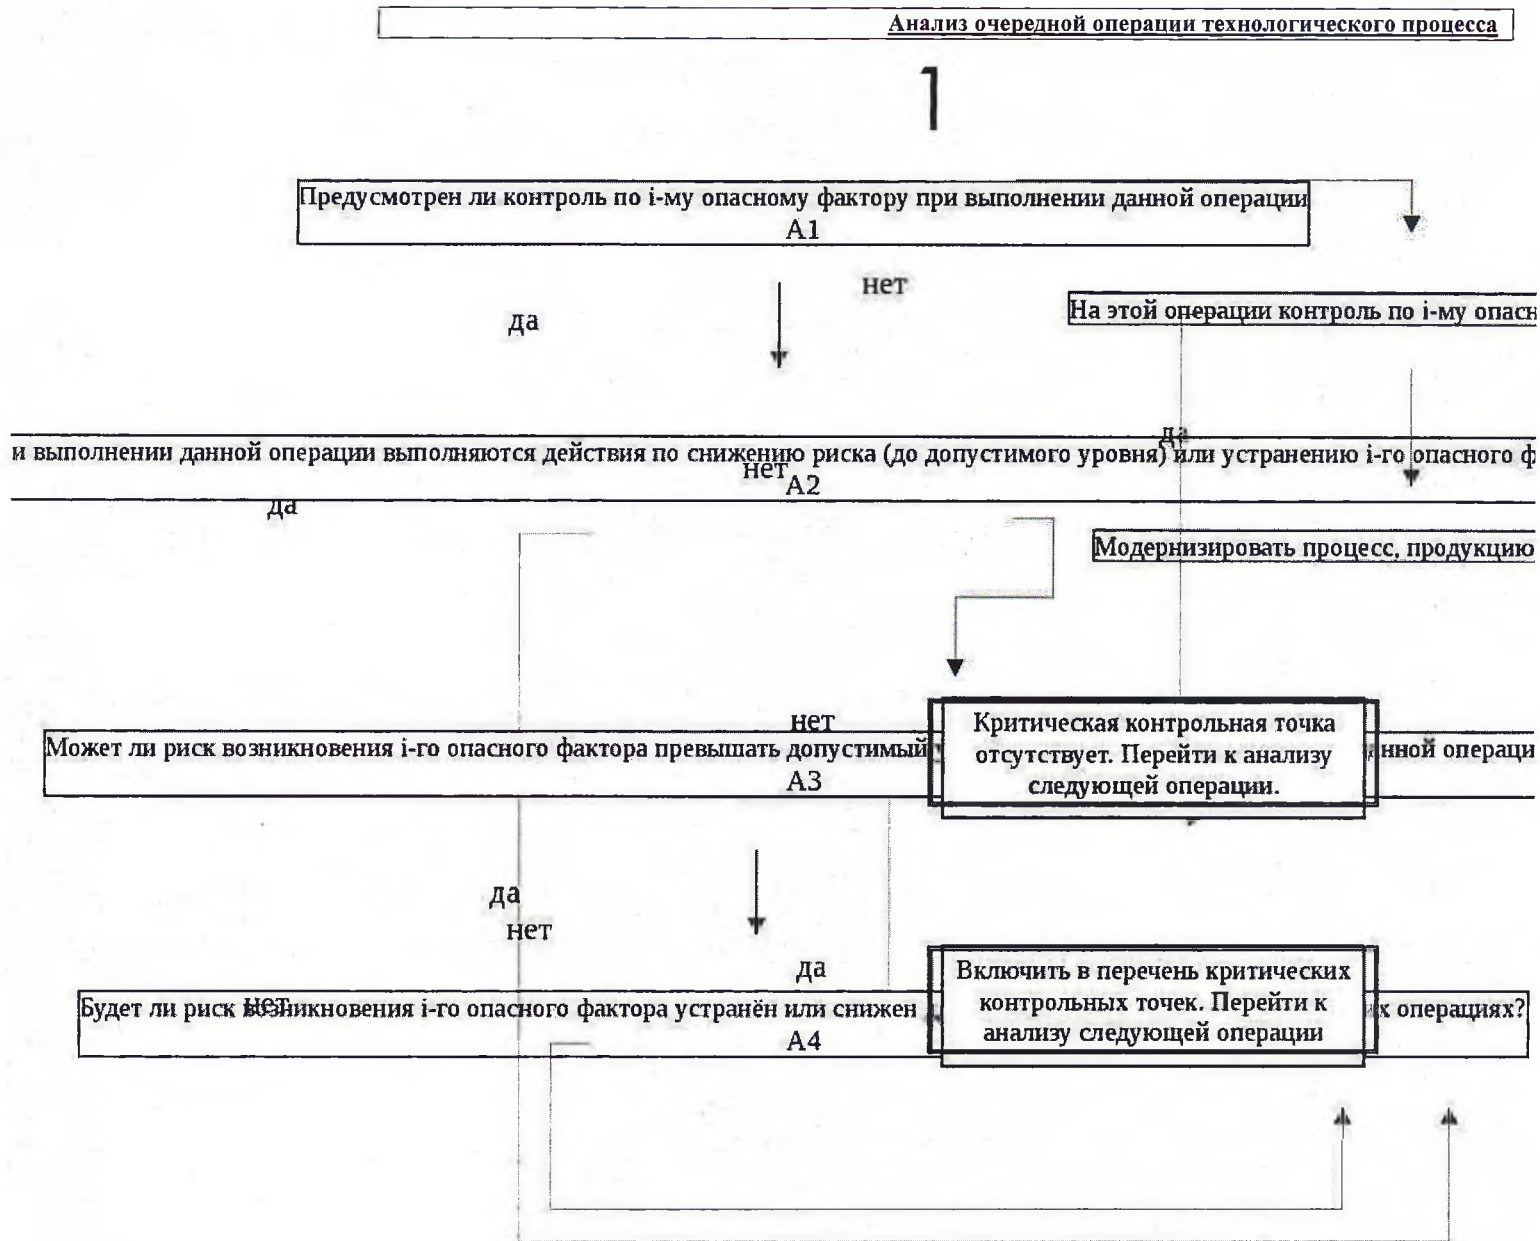 Анализ очередной операции технологического процесса
1
Предусмотрен ли контроль по i-му опасному фактору при выполнении данной операции
А1
нет
да
На этой операции контроль по i-му опасн
да
и выполнении данной операции выполняются действия по снижению риска (до допустимого уровня) или устранению i-го опасного ф
нет
А2
да
Модернизировать процесс, продукцию
нет
Может ли риск возникновения i-го опасного фактора превышать допустимый
нной операци
А3
Критическая контрольная точка
отсутствует. Перейти к анализу
следующей операции.
да
нет
да
Будет ли риск возникновения i-го опасного фактора устранён или снижен
х операциях?
нет
А4
Включить в перечень критических
контрольных точек. Перейти к
анализу следующей операции